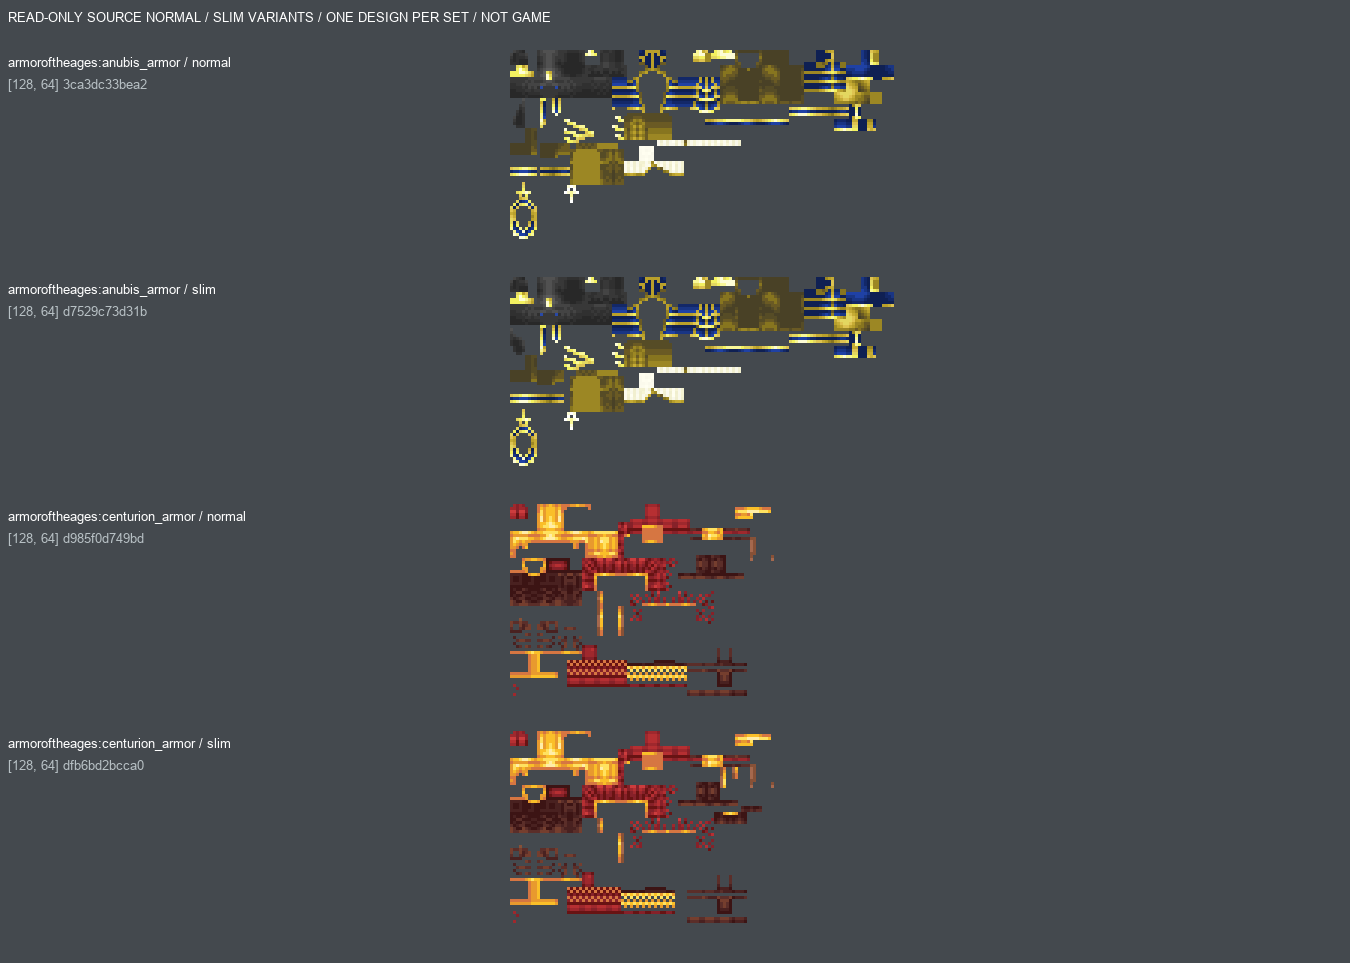 READ-ONLY SOURCE NORMAL / SLIM VARIANTS / ONE DESIGN PER SET / NOT GAME
armoroftheages:anubis_armor / normal
[128, 64] 3ca3dc33bea2
armoroftheages:anubis_armor / slim
[128, 64] d7529c73d31b
armoroftheages:centurion_armor / normal
[128, 64] d985f0d749bd
armoroftheages:centurion_armor / slim
[128, 64] dfb6bd2bcca0